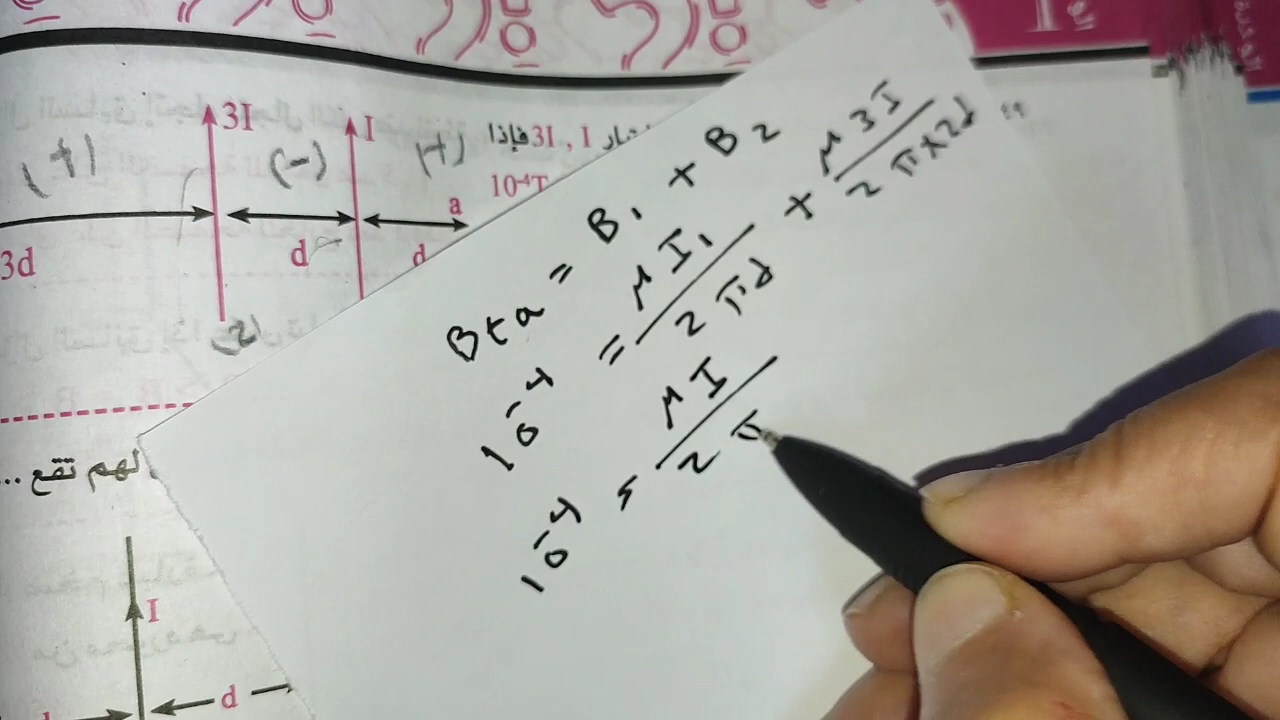 3I
I
(+)
(-)
(+)
فإذا 3I , I
10⁻⁴T
a
3d
d
d
Bta = B₁ + B₂
10⁻⁴ = μI₁ / 2πd + μ3I / 2π×2d
10⁻⁴ = μI / 2π
لهم تقع ...
I
d